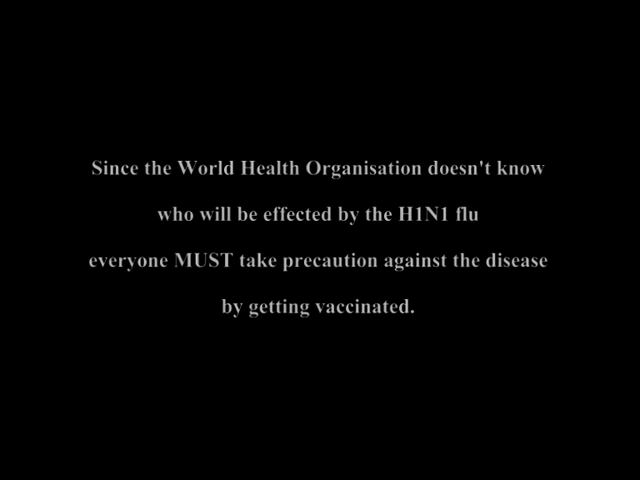 Since the World Health Organisation doesn't know
who will be effected by the H1N1 flu
everyone MUST take precaution against the disease
by getting vaccinated.